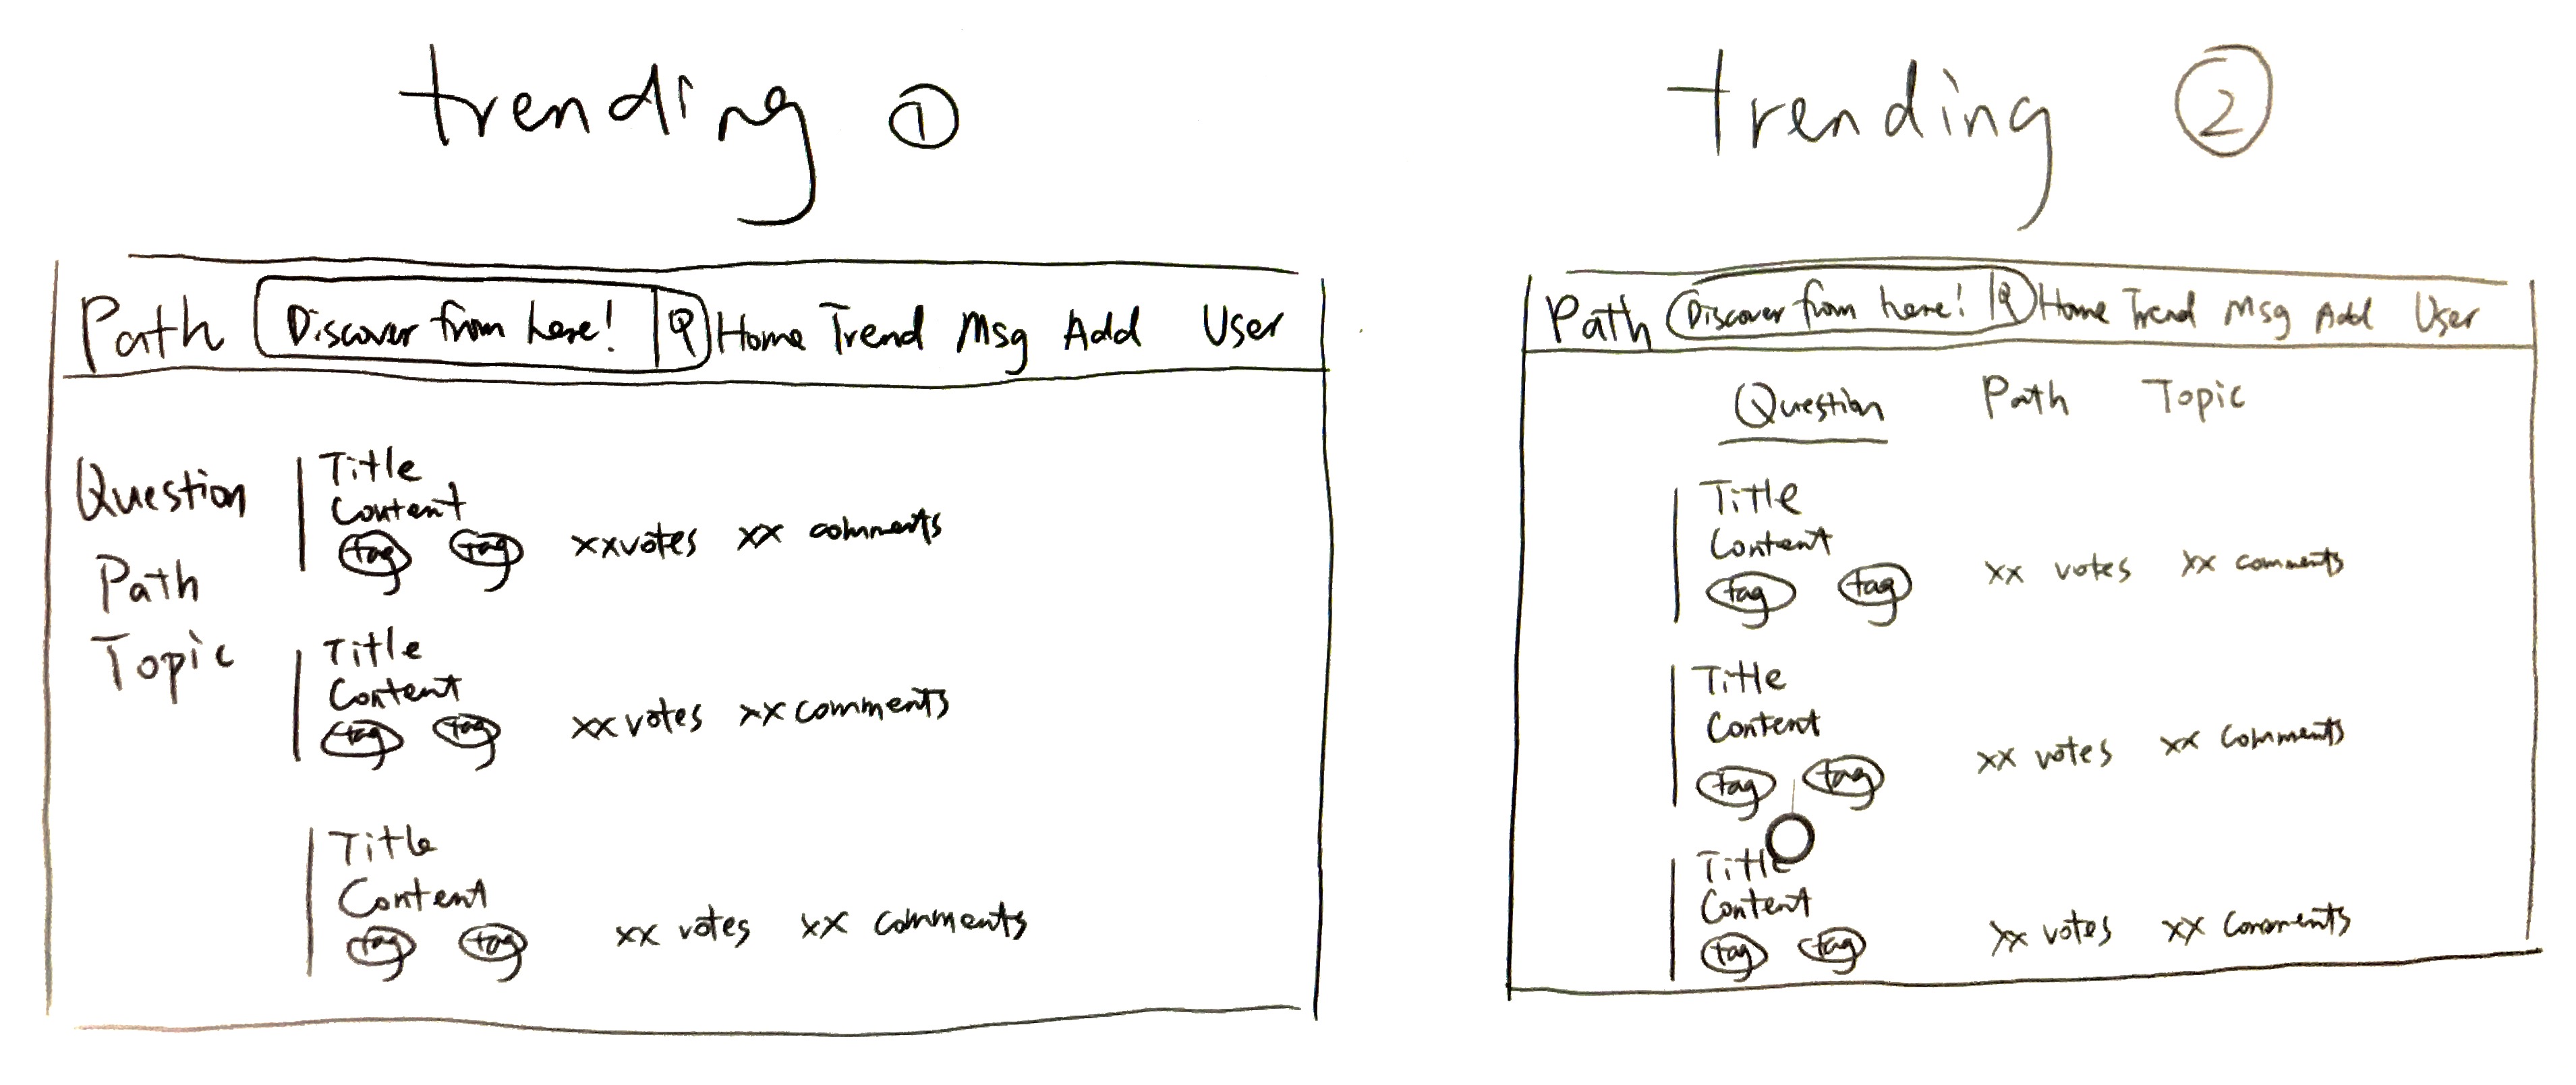 trending ①
Path Discover from here! Home Trend Msg Add User
Question
Path
Topic
Title
Content
tag tag xxvotes xx comments
Title
Content
tag tag xx votes xx comments
Title
Content
tag tag xx votes xx comments
trending ②
Path Discover from here! Home Trend Msg Add User
Question Path Topic
Title
Content
tag tag xx votes xx comments
Title
Content
tag tag xx votes xx comments
Title
Content
tag tag xx votes xx comments